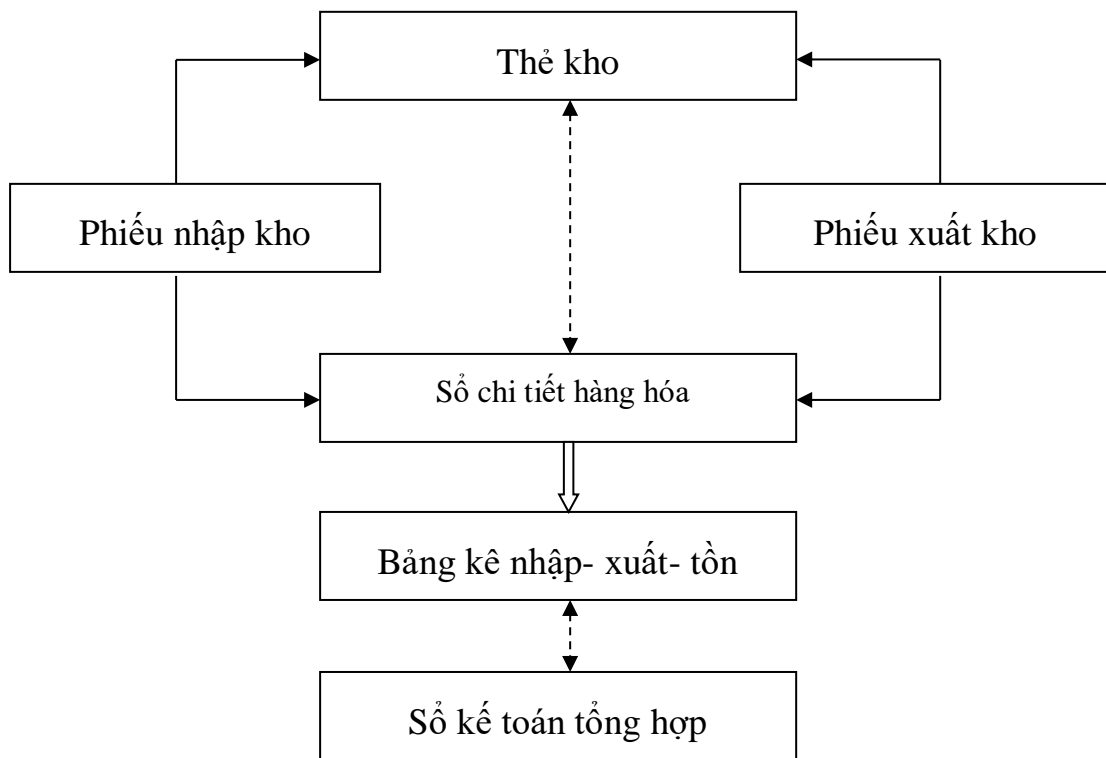 Thẻ kho
Phiếu nhập kho
Phiếu xuất kho
Sổ chi tiết hàng hóa
Bảng kê nhập- xuất- tồn
Sổ kế toán tổng hợp